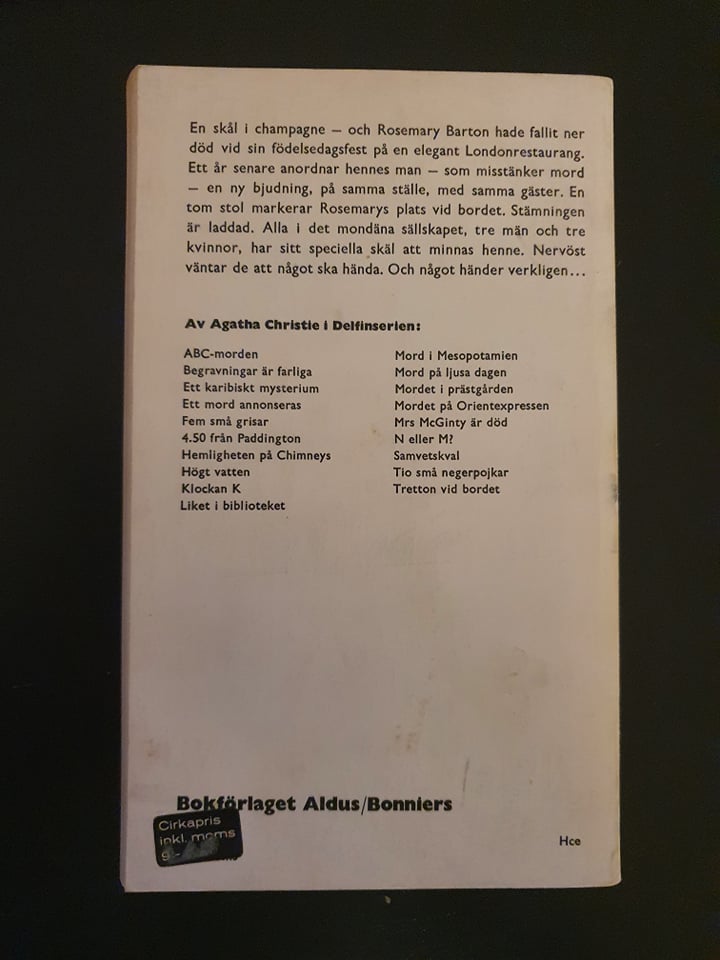 En skål i champagne – och Rosemary Barton hade fallit ner
död vid sin födelsedagsfest på en elegant Londonrestaurang.
Ett år senare anordnar hennes man – som misstänker mord
– en ny bjudning, på samma ställe, med samma gäster. En
tom stol markerar Rosemarys plats vid bordet. Stämningen
är laddad. Alla i det mondäna sällskapet, tre män och tre
kvinnor, har sitt speciella skäl att minnas henne. Nervöst
väntar de att något ska hända. Och något händer verkligen...
Av Agatha Christie i Delfinserien:
ABC-morden
Begravningar är farliga
Ett karibiskt mysterium
Ett mord annonseras
Fem små grisar
4.50 från Paddington
Hemligheten på Chimneys
Högt vatten
Klockan K
Liket i biblioteket
Mord i Mesopotamien
Mord på ljusa dagen
Mordet i prästgården
Mordet på Orientexpressen
Mrs McGinty är död
N eller M?
Samvetskval
Tio små negerpojkar
Tretton vid bordet
Bokförlaget Aldus/Bonniers
Cirkapris
inkl. moms
9:-
Hce